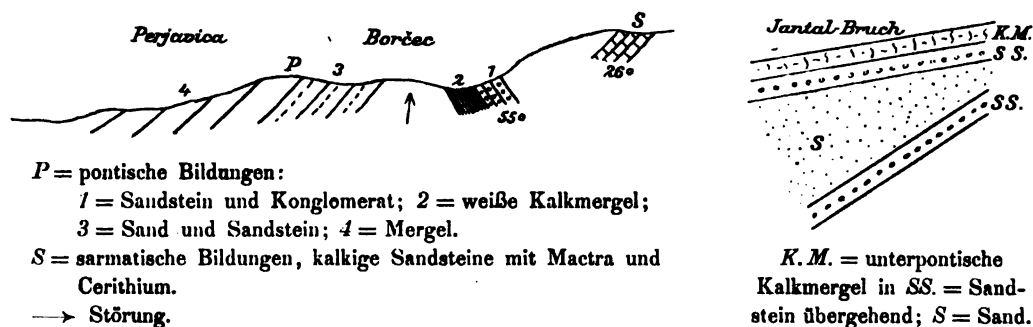 Perjavica
Borčec
S
P
3
2
1
4
26°
55°
P = pontische Bildungen:
1 = Sandstein und Konglomerat; 2 = weiße Kalkmergel;
3 = Sand und Sandstein; 4 = Mergel.
S = sarmatische Bildungen, kalkige Sandsteine mit Mactra und
Cerithium.
→ Störung.
Jantal-Bruch
K.M.
SS.
SS.
S
K. M. = unterpontische
Kalkmergel in SS. = Sand-
stein übergehend; S = Sand.